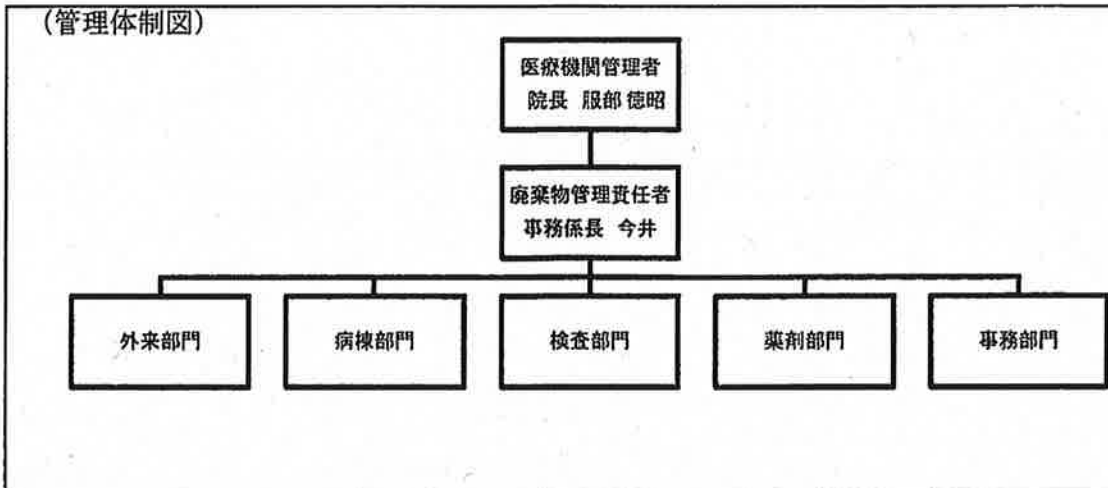 (管理体制図)
医療機関管理者
院長 服部 徳昭
廃棄物管理責任者
事務係長 今井
外来部門
病棟部門
検査部門
薬剤部門
事務部門